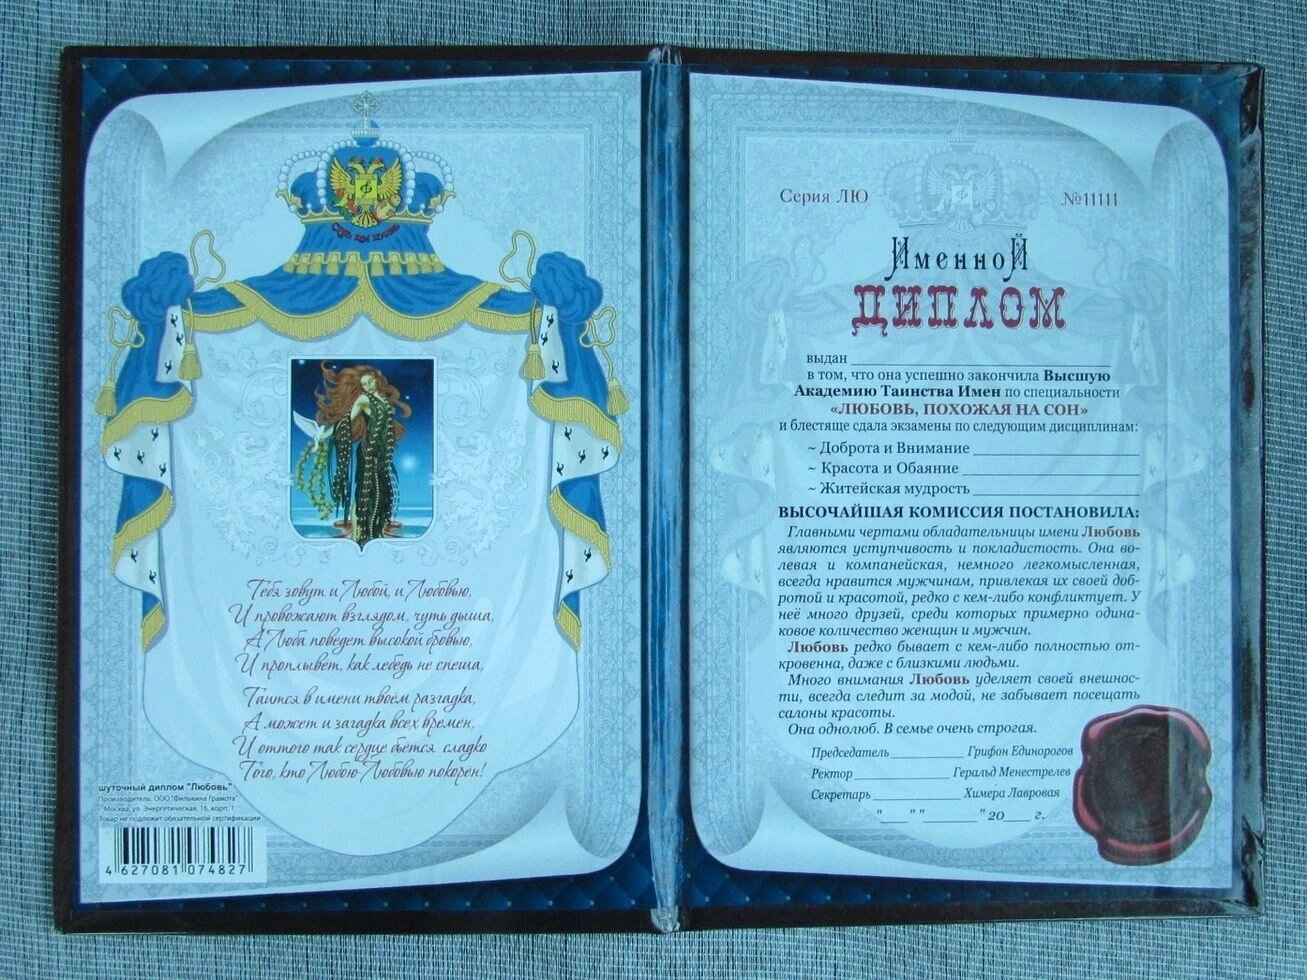 Тебя зовут и Любой, и Любовью,
И провожают взглядом, чуть дыша,
А Люба поведет высокой бровью,
И проплывет, как лебедь не спеша,
Таится в имени твоём разгадка,
А может и загадка всех времён,
И оттого так сердце бьётся сладко
Того, кто Любою-Любовью покорен!
шуточный диплом "Любовь"
Производитель: ООО "Филькина Грамота"
г. Москва, ул. Энергетическая, 16, корп. 1
Товар не подлежит обязательной сертификации
4 627081 074827
Серия ЛЮ №11111
Именной
ДИПЛОМ
выдан
в том, что она успешно закончила Высшую
Академию Таинства Имен по специальности
«ЛЮБОВЬ, ПОХОЖАЯ НА СОН»
и блестяще сдала экзамены по следующим дисциплинам:
~ Доброта и Внимание
~ Красота и Обаяние
~ Житейская мудрость
ВЫСОЧАЙШАЯ КОМИССИЯ ПОСТАНОВИЛА:
Главными чертами обладательницы имени Любовь
являются уступчивость и покладистость. Она во-
левая и компанейская, немного легкомысленная,
всегда нравится мужчинам, привлекая их своей доб-
ротой и красотой, редко с кем-либо конфликтует. У
неё много друзей, среди которых примерно одина-
ковое количество женщин и мужчин.
Любовь редко бывает с кем-либо полностью от-
кровенна, даже с близкими людьми.
Много внимания Любовь уделяет своей внешнос-
ти, всегда следит за модой, не забывает посещать
салоны красоты.
Она однолюб. В семье очень строгая.
Председатель ____________ Грифон Единорогов
Ректор ________________ Геральд Менестрелев
Секретарь ______________ Химера Лавровая
"____" "________" 20____ г.